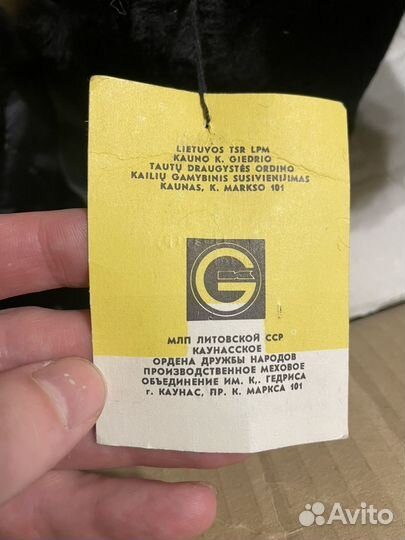 LIETUVOS TSR LPM
KAUNO K. GIEDRIO
TAUTŲ DRAUGYSTĖS ORDINO
KAILIŲ GAMYBINIS SUSIVIENIJIMAS
KAUNAS, K. MARKSO 101
G
МЛП ЛИТОВСКОЙ ССР
КАУНАССКОЕ
ОРДЕНА ДРУЖБЫ НАРОДОВ
ПРОИЗВОДСТВЕННОЕ МЕХОВОЕ
ОБЪЕДИНЕНИЕ ИМ. К,. ГЕДРИСА
г. КАУНАС, ПР. К. МАРКСА 101
Avito